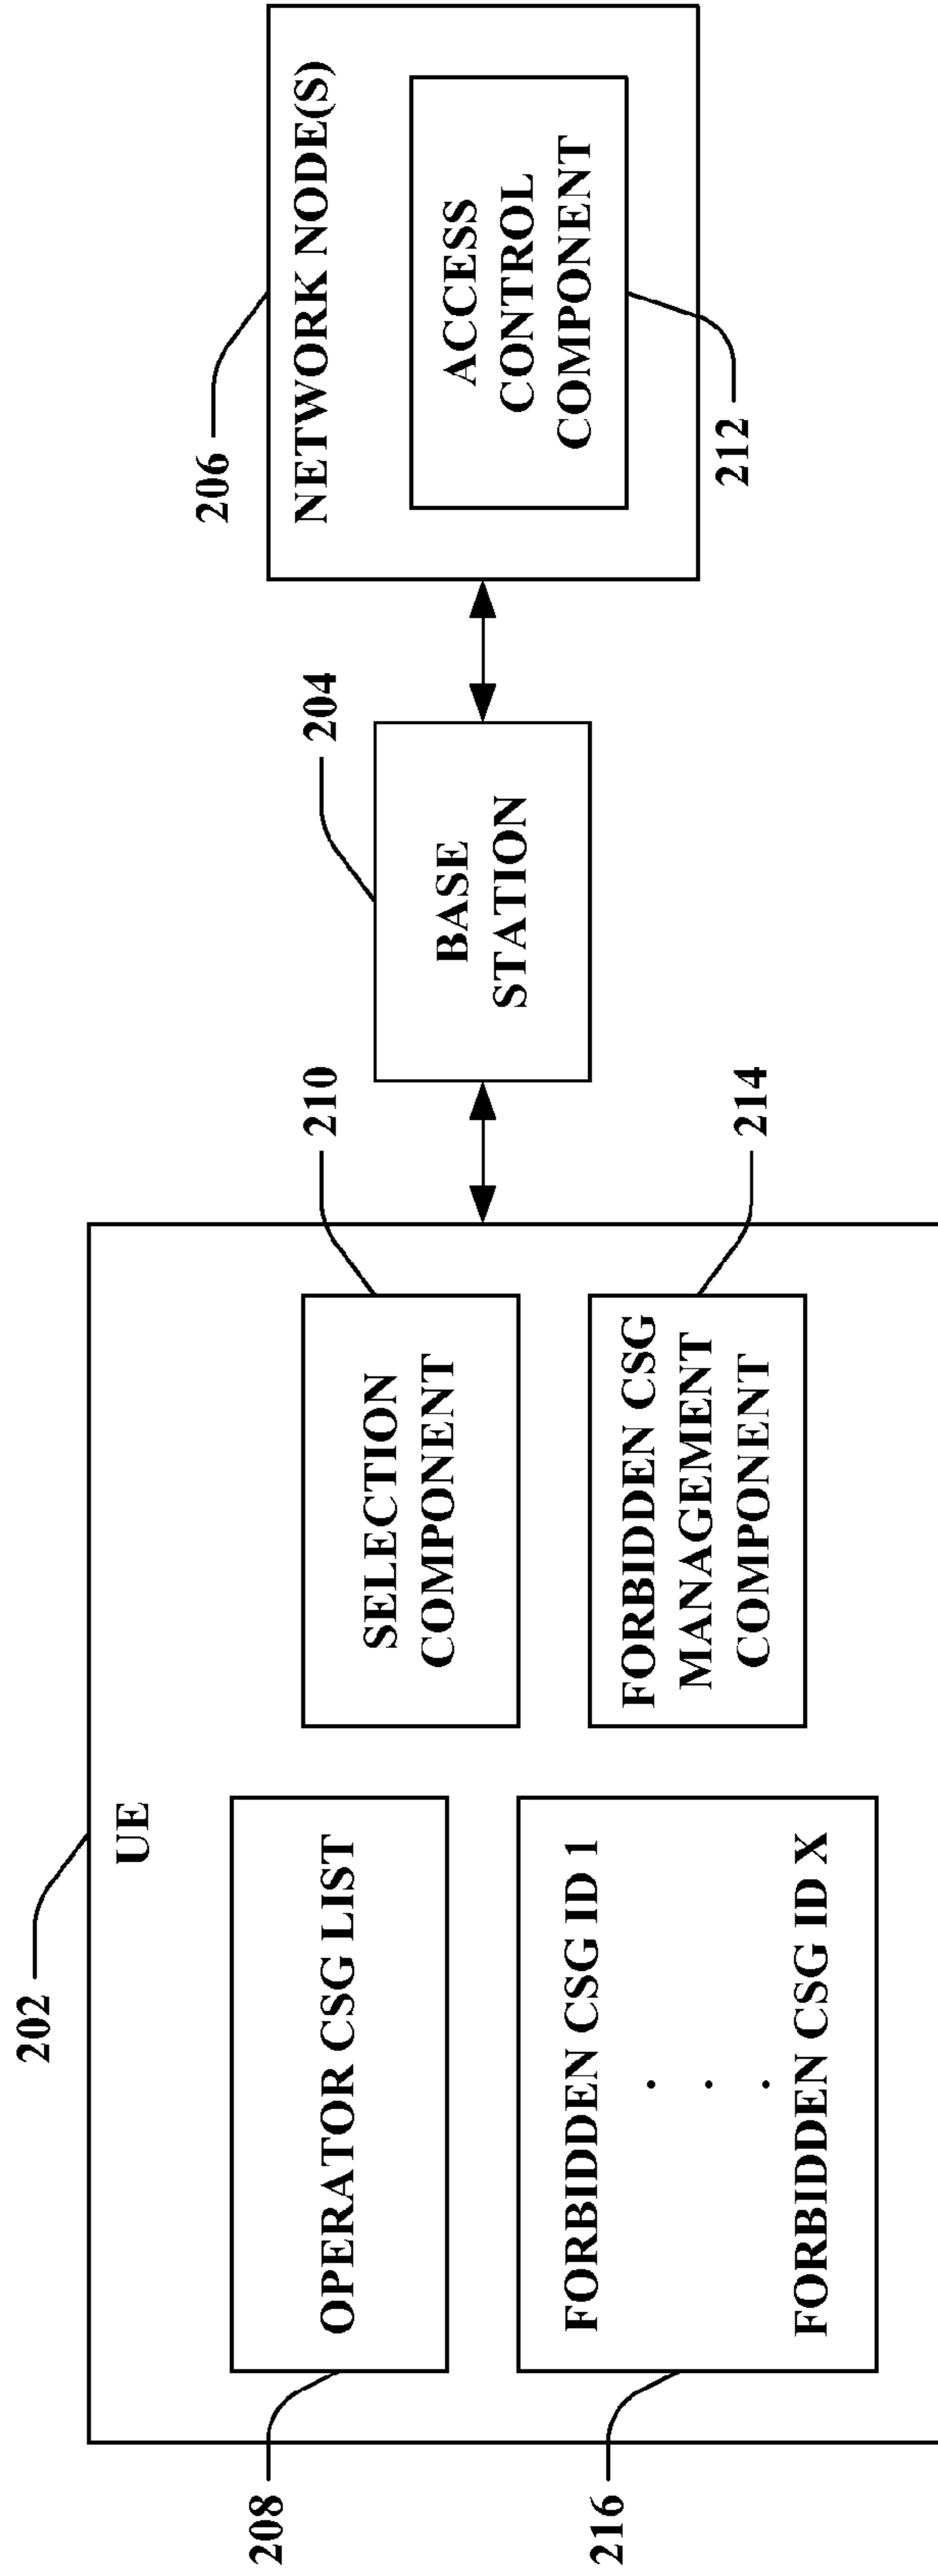 202
UE
208
OPERATOR CSG LIST
210
SELECTION
COMPONENT
216
FORBIDDEN CSG ID 1
.
.
.
FORBIDDEN CSG ID X
214
FORBIDDEN CSG
MANAGEMENT
COMPONENT
204
BASE
STATION
206
NETWORK NODE(S)
ACCESS
CONTROL
COMPONENT
212